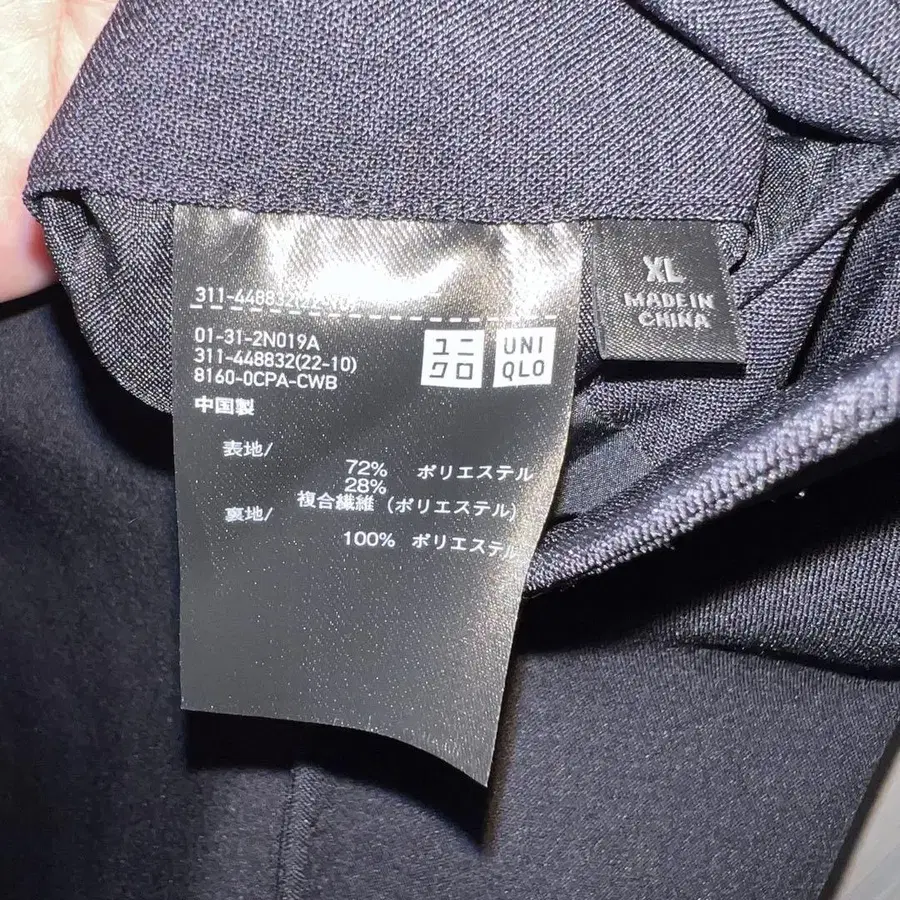 311-448832(22-10)
01-31-2N019A
311-448832(22-10)
8160-0CPA-CWB
中国製
ユニ
クロ
UNI
QLO
表地/
72% ポリエステル
28%
複合繊維 (ポリエステル)
裏地/
100% ポリエステル
XL
MADE IN
CHINA